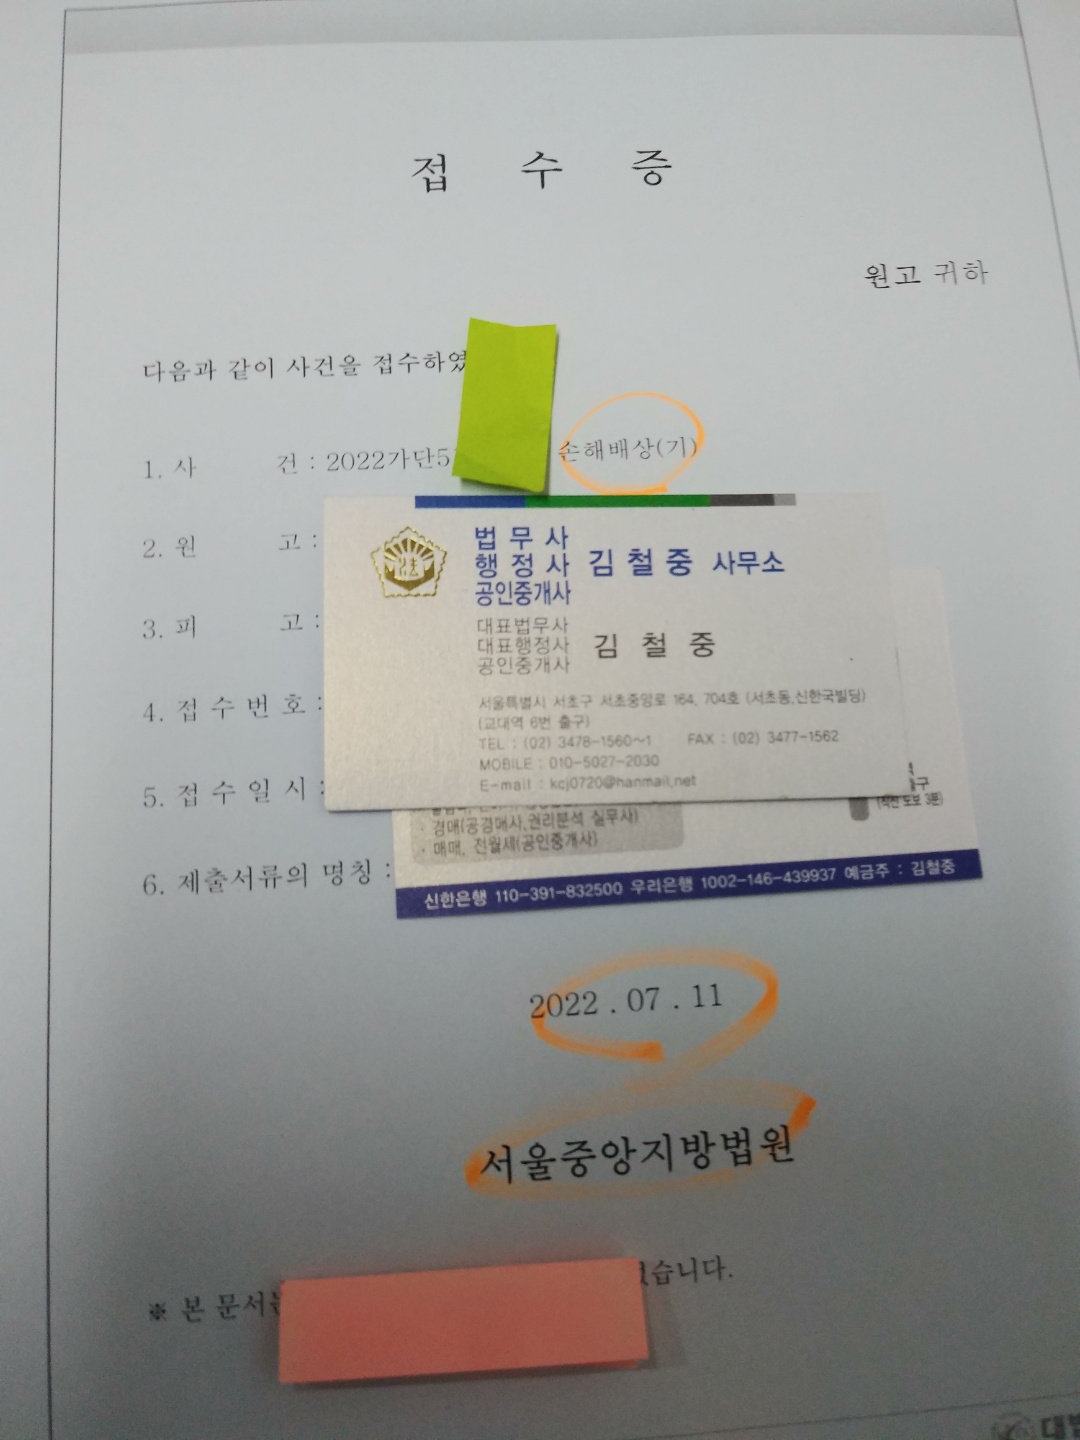 접 수 증
원고 귀하
다음과 같이 사건을 접수하였
1. 사 건 : 2022가단5 손해배상(기)
2. 원 고 :
3. 피 고 :
4. 접 수 번 호 :
5. 접 수 일 시 :
6. 제출서류의 명칭 :
법 무 사
행 정 사 김 철 중 사무소
공인중개사
대표법무사
대표행정사 김 철 중
공인중개사
서울특별시 서초구 서초중앙로 164, 704호 (서초동,신한국빌딩)
(교대역 6번 출구)
TEL : (02) 3478-1560~1 FAX : (02) 3477-1562
MOBILE : 010-5027-2030
E-mail : kcj0720@hanmail.net
(직선 도보 3분)
· 경매(공경매사,권리분석 실무사)
· 매매, 전월세(공인중개사)
신한은행 110-391-832500 우리은행 1002-146-439937 예금주 : 김철중
2022 . 07 . 11
서울중앙지방법원
※ 본 문서는 없습니다.